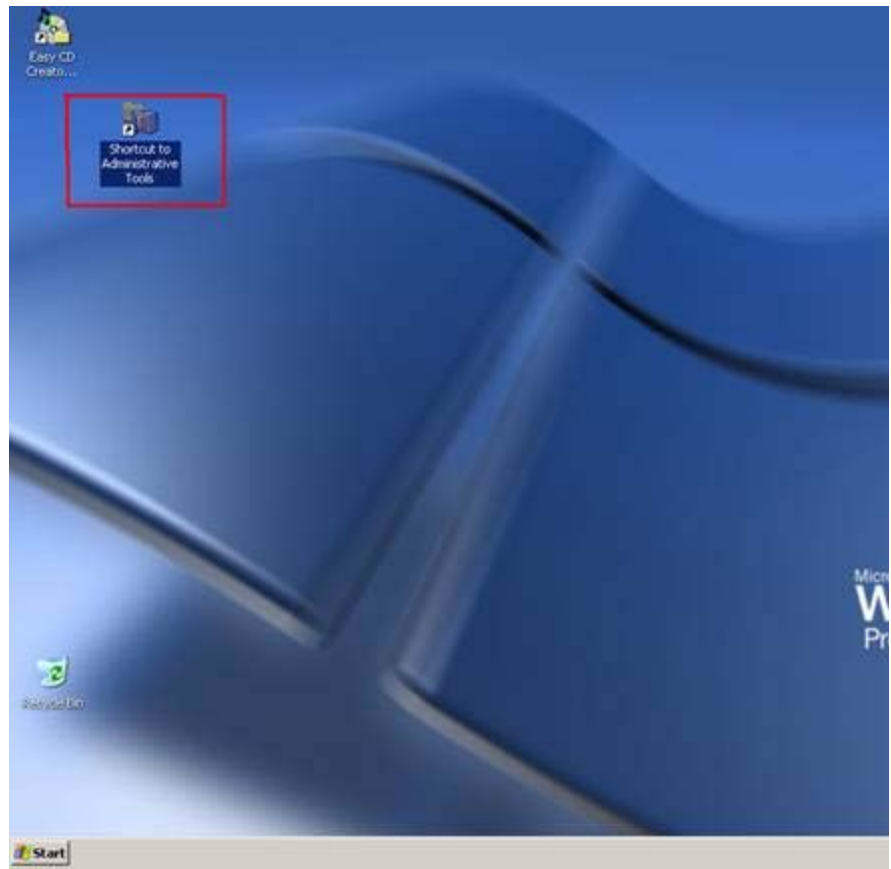 Easy CD
Creato...
Shortcut to
Administrative
Tools
Micro
W
Pr
Recycle Bin
Start